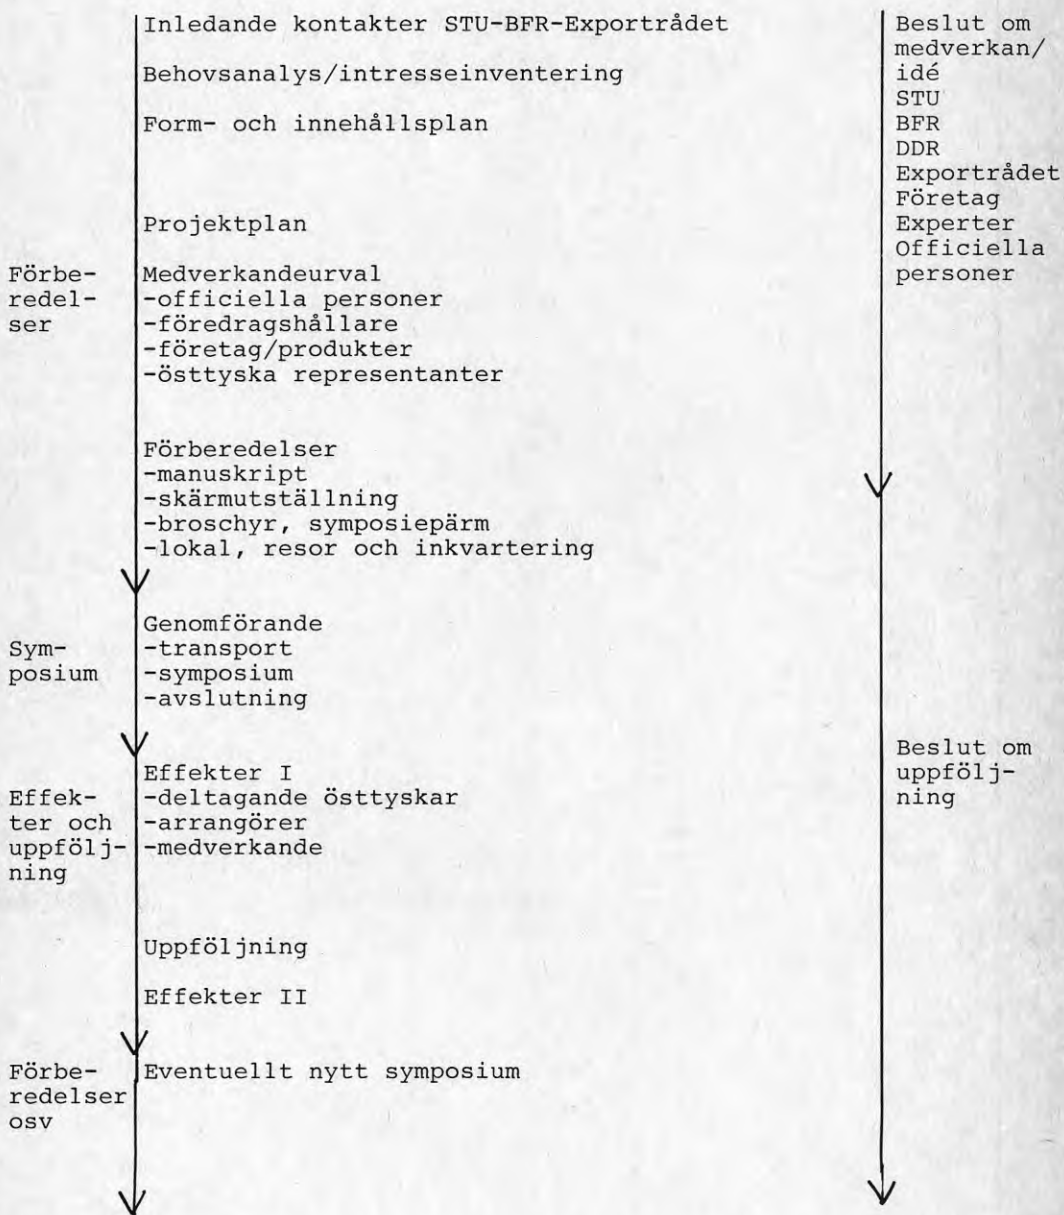 Inledande kontakter STU-BFR-Exportrådet
Behovsanalys/intresseinventering
Form- och innehållsplan
Projektplan
Förbe-
redel-
ser
Medverkandeurval
-officiella personer
-föredragshållare
-företag/produkter
-östtyska representanter
Förberedelser
-manuskript
-skärmutställning
-broschyr, symposiepärm
-lokal, resor och inkvartering
Sym-
posium
Genomförande
-transport
-symposium
-avslutning
Effek-
ter och
uppfölj-
ning
Effekter I
-deltagande östtyskar
-arrangörer
-medverkande
Uppföljning
Effekter II
Förbe-
redelser
osv
Eventuellt nytt symposium
Beslut om
medverkan/
idé
STU
BFR
DDR
Exportrådet
Företag
Experter
Officiella
personer
Beslut om
uppfölj-
ning